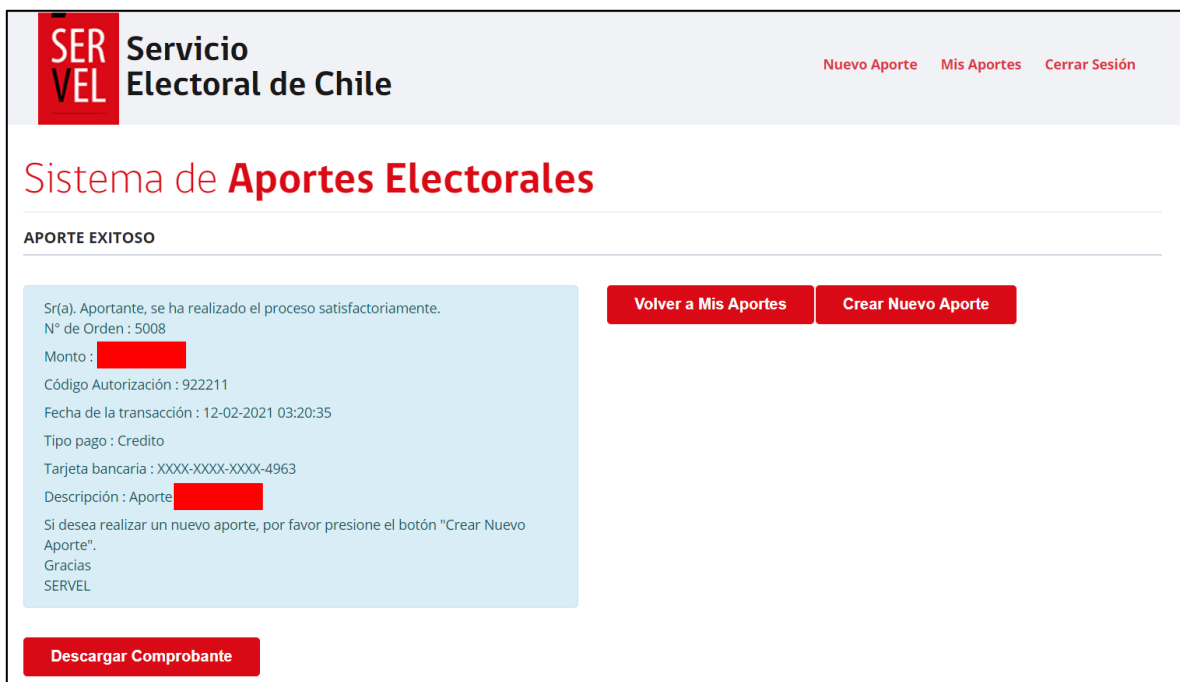 SER
VEL
Servicio
Electoral de Chile
Nuevo Aporte Mis Aportes Cerrar Sesión
Sistema de Aportes Electorales
APORTE EXITOSO
Sr(a). Aportante, se ha realizado el proceso satisfactoriamente.
N° de Orden : 5008
Monto :
Código Autorización : 922211
Fecha de la transacción : 12-02-2021 03:20:35
Tipo pago : Credito
Tarjeta bancaria : XXXX-XXXX-XXXX-4963
Descripción : Aporte
Si desea realizar un nuevo aporte, por favor presione el botón "Crear Nuevo
Aporte".
Gracias
SERVEL
Volver a Mis Aportes Crear Nuevo Aporte
Descargar Comprobante